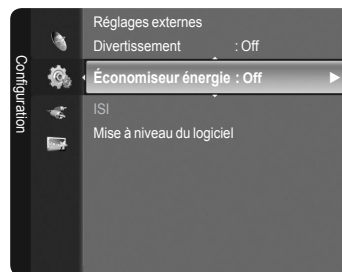 Configuration
Réglages externes
Divertissement : Off
Économiseur énergie : Off
ISI
Mise à niveau du logiciel